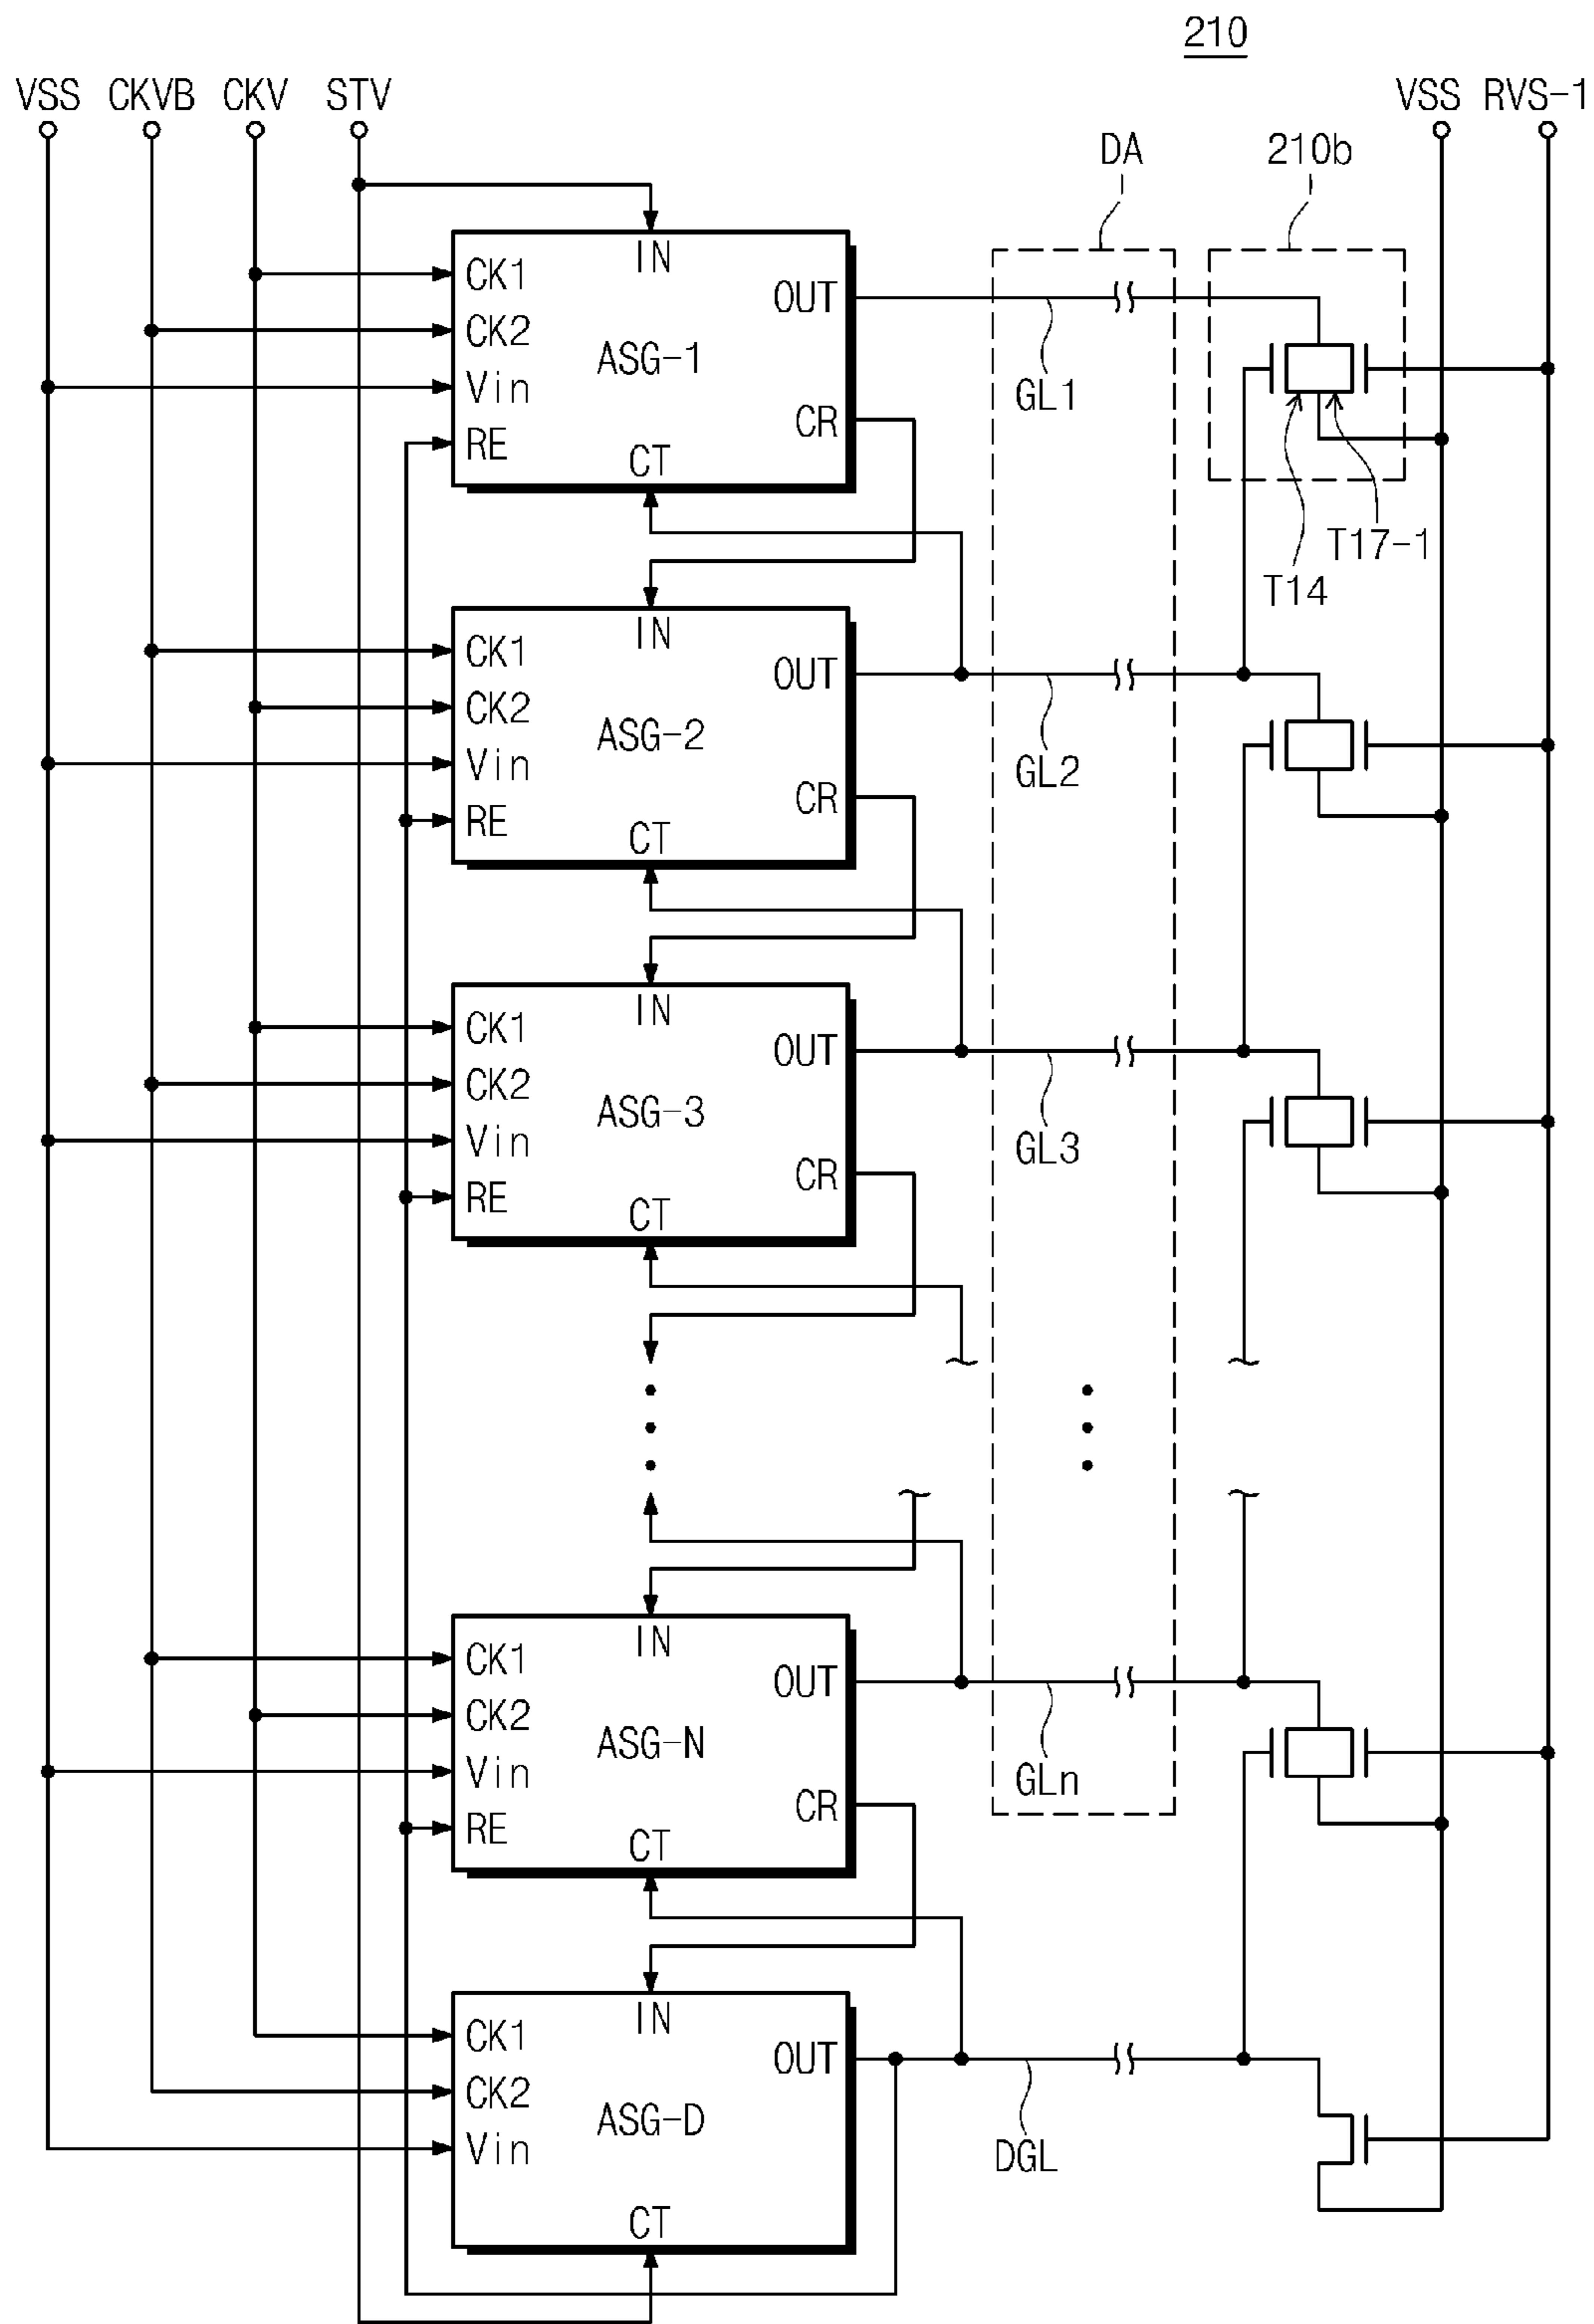 210
VSS CKVB CKV STV VSS RVS-1
DA 210b
IN
CK1 OUT
CK2
ASG-1
Vin GL1
CR
RE
CT
T17-1
T14
IN
CK1 OUT
CK2
ASG-2
Vin GL2
CR
RE
CT
IN
CK1 OUT
CK2
ASG-3
Vin GL3
CR
RE
CT
IN
CK1 OUT
CK2
ASG-N
Vin GLn
CR
RE
CT
IN
CK1 OUT
CK2
ASG-D
Vin DGL
CT